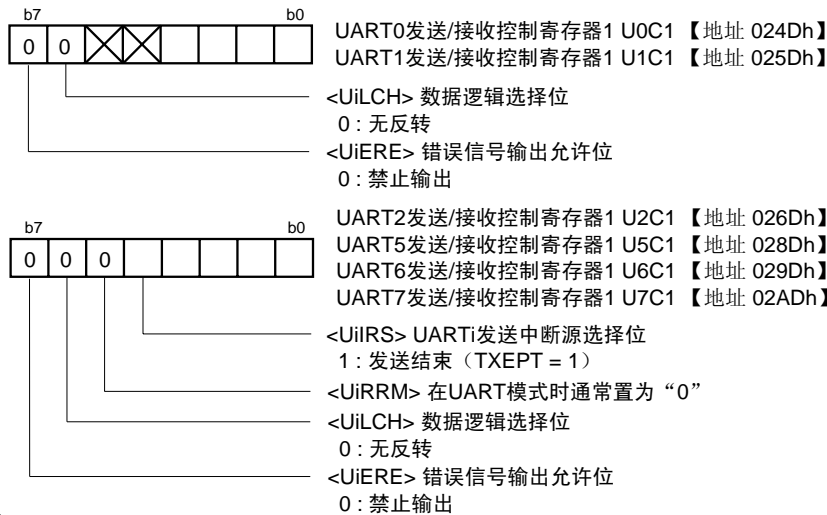 b7 b0
0 0
UART0发送/接收控制寄存器1 U0C1 【地址 024Dh】
UART1发送/接收控制寄存器1 U1C1 【地址 025Dh】
<UiLCH> 数据逻辑选择位
0 : 无反转
<UiERE> 错误信号输出允许位
0 : 禁止输出
b7 b0
0 0 0
UART2发送/接收控制寄存器1 U2C1 【地址 026Dh】
UART5发送/接收控制寄存器1 U5C1 【地址 028Dh】
UART6发送/接收控制寄存器1 U6C1 【地址 029Dh】
UART7发送/接收控制寄存器1 U7C1 【地址 02ADh】
<UiIRS> UARTi发送中断源选择位
1 : 发送结束（TXEPT = 1）
<UiRRM> 在UART模式时通常置为“0”
<UiLCH> 数据逻辑选择位
0 : 无反转
<UiERE> 错误信号输出允许位
0 : 禁止输出